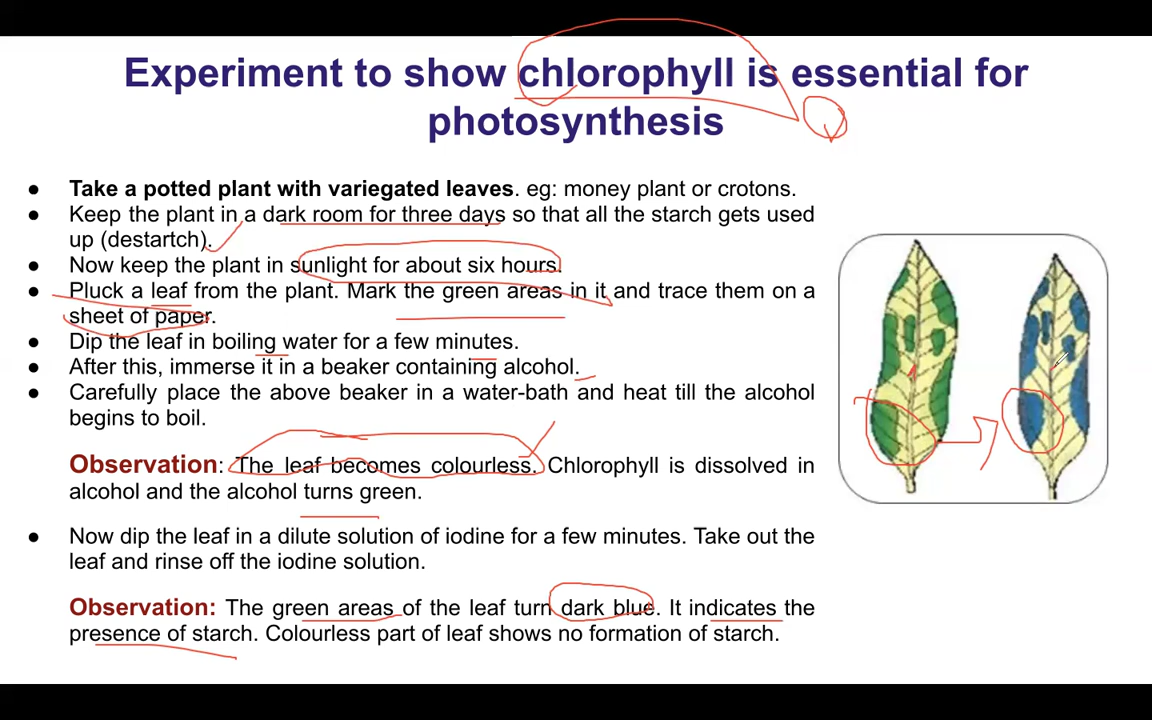 Experiment to show chlorophyll is essential for
photosynthesis
● Take a potted plant with variegated leaves. eg: money plant or crotons.
● Keep the plant in a dark room for three days so that all the starch gets used
up (destartch).
● Now keep the plant in sunlight for about six hours.
● Pluck a leaf from the plant. Mark the green areas in it and trace them on a
sheet of paper.
● Dip the leaf in boiling water for a few minutes.
● After this, immerse it in a beaker containing alcohol.
● Carefully place the above beaker in a water-bath and heat till the alcohol
begins to boil.
Observation: The leaf becomes colourless. Chlorophyll is dissolved in
alcohol and the alcohol turns green.
● Now dip the leaf in a dilute solution of iodine for a few minutes. Take out the
leaf and rinse off the iodine solution.
Observation: The green areas of the leaf turn dark blue. It indicates the
presence of starch. Colourless part of leaf shows no formation of starch.